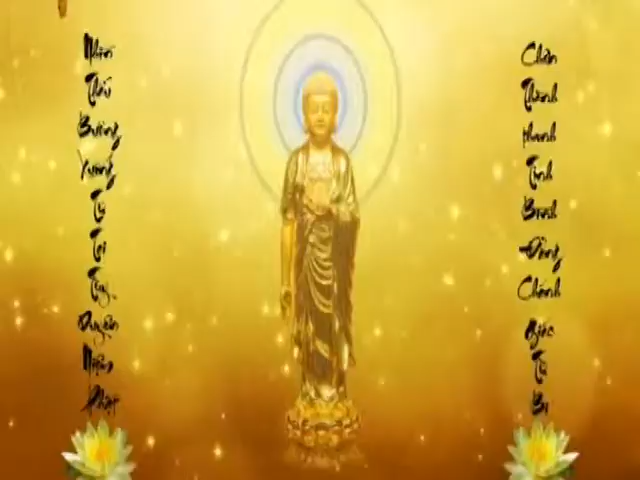 Nhìn
Thấu
Buông
Xuống
Tự
Tại
Tùy
Duyên
Niệm
Phật
Chân
Thành
Thanh
Tịnh
Bình
Đẳng
Chánh
Giác
Từ
Bi